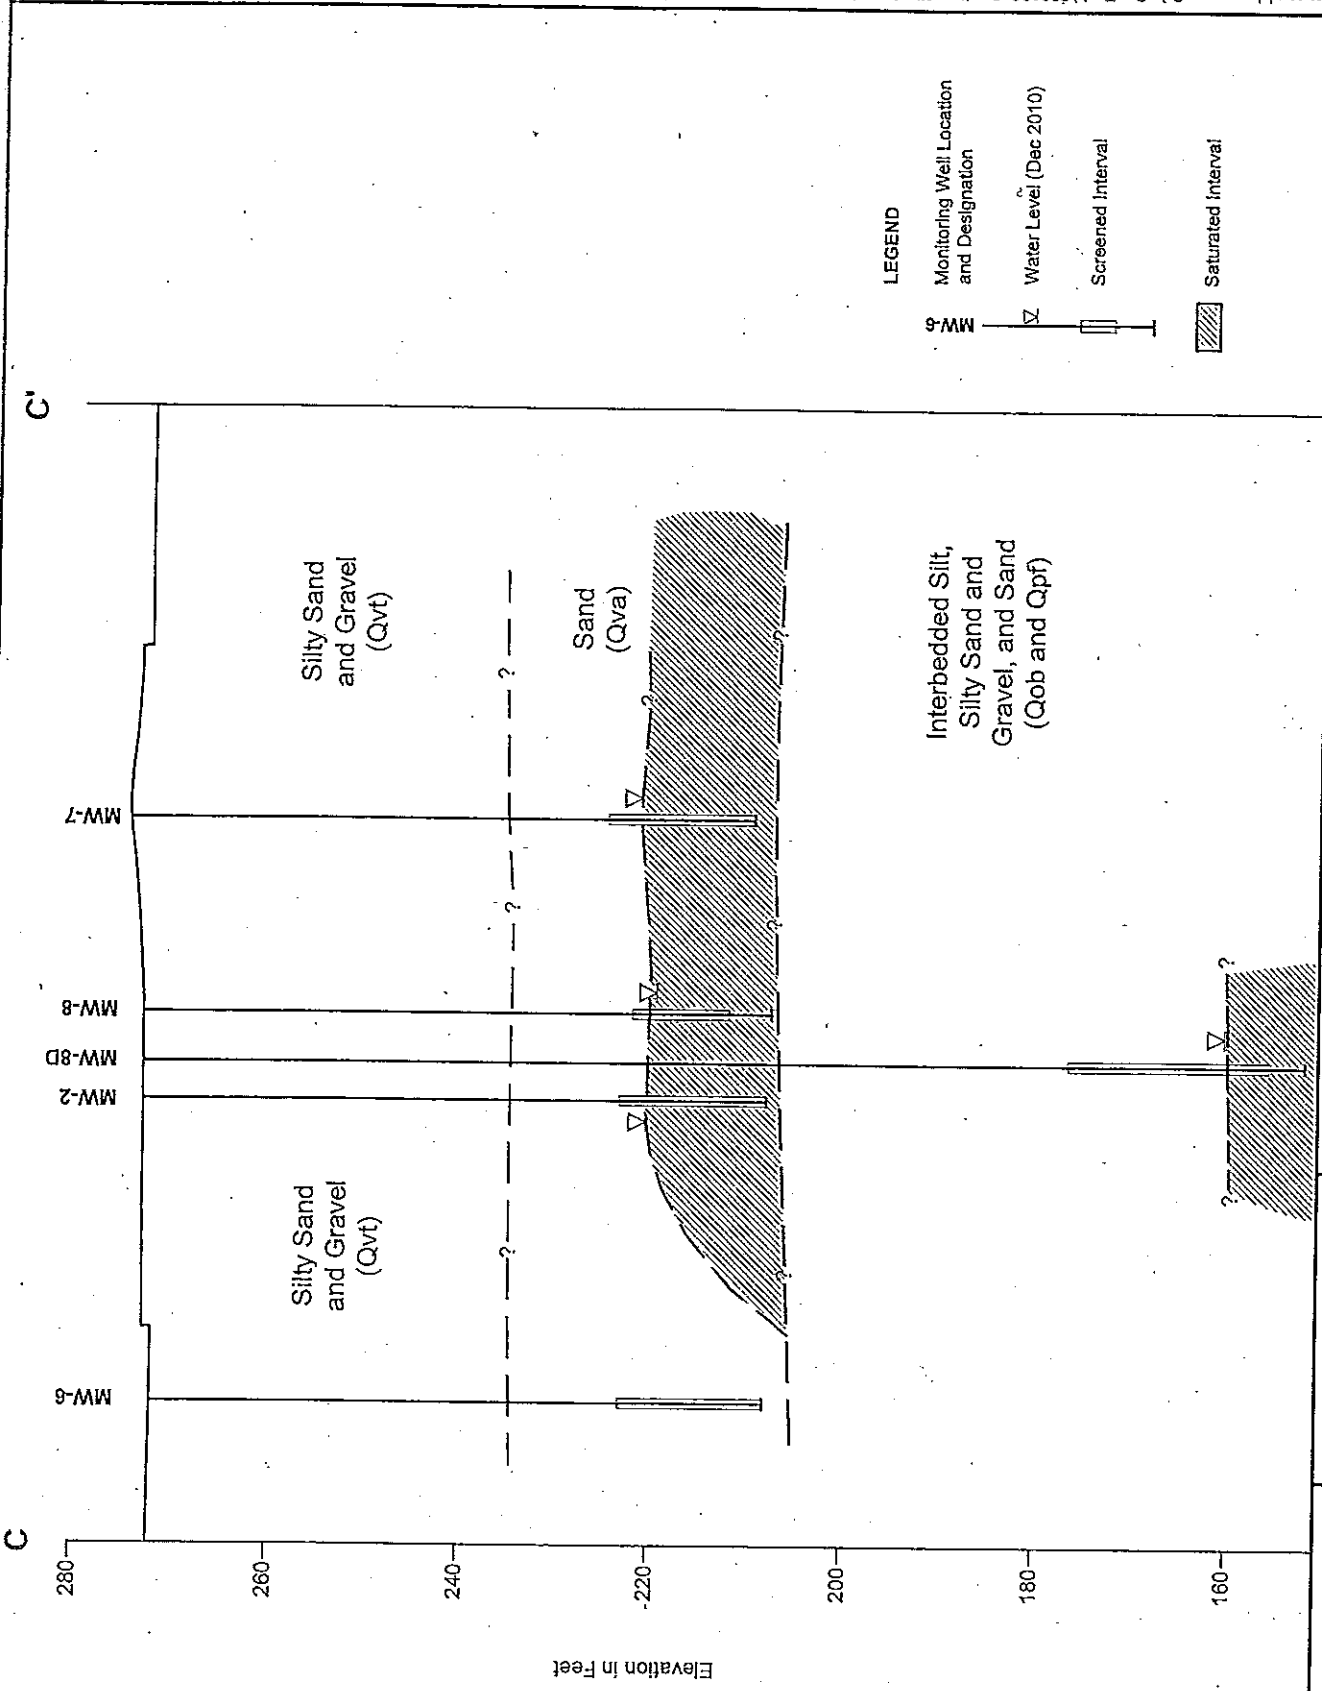 C
C'
MW-6
MW-2
MW-8D
MW-8
MW-7
Silty Sand
and Gravel
(Qvt)
Silty Sand
and Gravel
(Qvt)
?
?
?
Sand
(Qva)
?
?
?
?
Interbedded Silt,
Silty Sand and
Gravel, and Sand
(Qob and Qpf)
?
?
280
260
240
220
200
180
160
Elevation in Feet
LEGEND
MW-6
Monitoring Well Location
and Designation
Water Level (Dec 2010)
Screened Interval
Saturated Interval